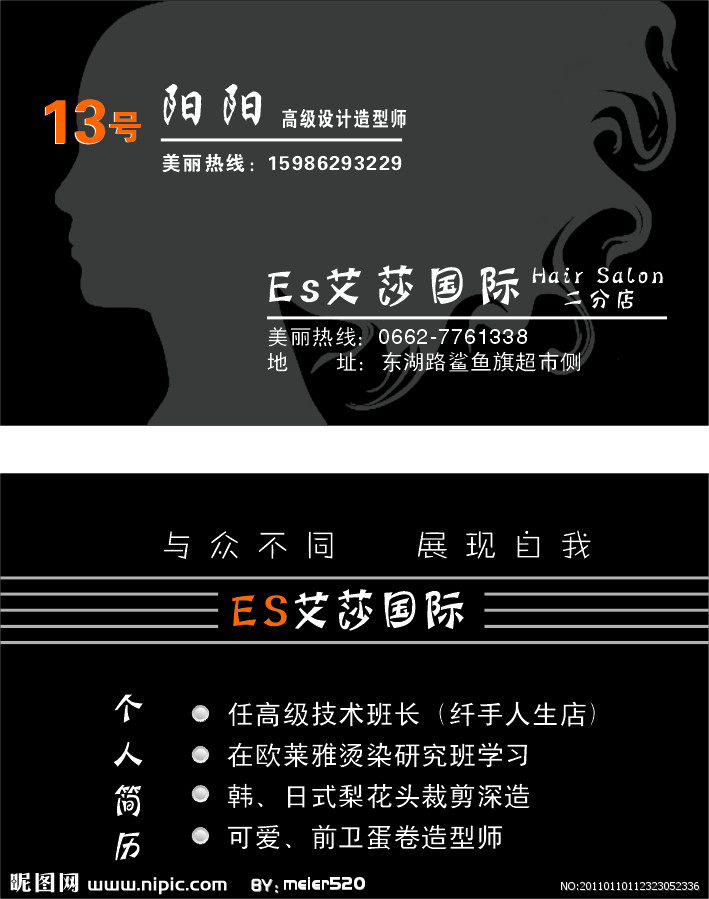 13号 阳阳 高级设计造型师
美丽热线：15986293229
Es艾莎国际 Hair Salon
二分店
美丽热线：0662-7761338
地 址：东湖路鲨鱼旗超市侧
与众不同 展现自我
ES艾莎国际
个人简历
任高级技术班长（纤手人生店）
在欧莱雅烫染研究班学习
韩、日式梨花头裁剪深造
可爱、前卫蛋卷造型师
昵图网 www.nipic.com BY: meier520 NO:20110110112323052336